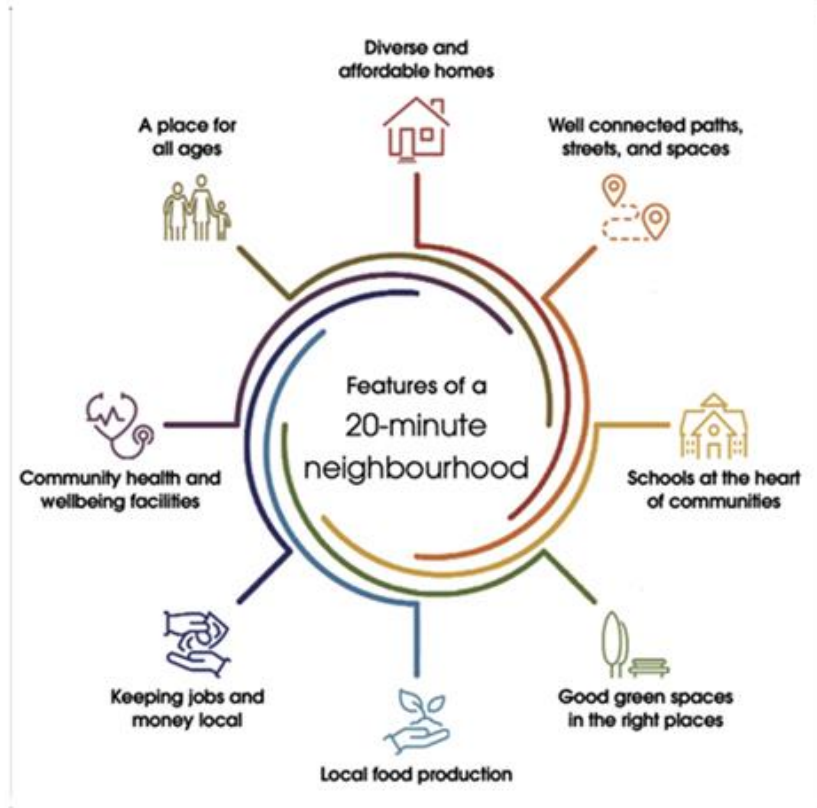 Diverse and
affordable homes
Well connected paths,
streets, and spaces
Schools at the heart
of communities
Good green spaces
in the right places
Local food production
Keeping jobs and
money local
Community health and
wellbeing facilities
A place for
all ages
Features of a
20-minute
neighbourhood